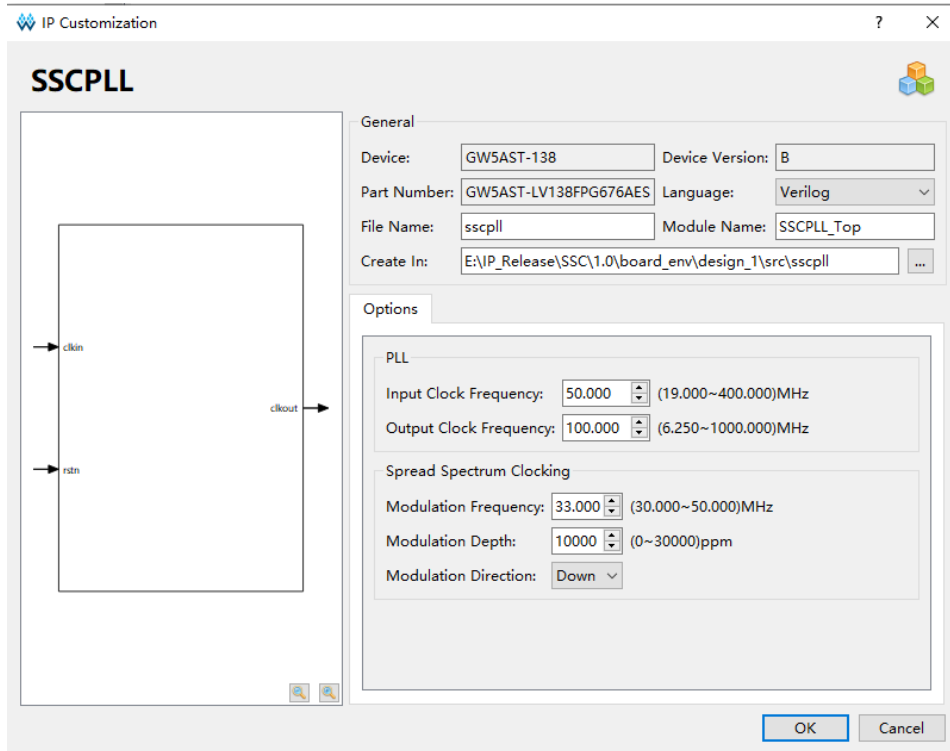 IP Customization ? ×
SSCPLL
clkin
clkout
rstn
General
Device: GW5AST-138 Device Version: B
Part Number: GW5AST-LV138FPG676AES Language: Verilog
File Name: sscpll Module Name: SSCPLL_Top
Create In: E:\IP_Release\SSC\1.0\board_env\design_1\src\sscpll ...
Options
PLL
Input Clock Frequency: 50.000 (19.000~400.000)MHz
Output Clock Frequency: 100.000 (6.250~1000.000)MHz
Spread Spectrum Clocking
Modulation Frequency: 33.000 (30.000~50.000)MHz
Modulation Depth: 10000 (0~30000)ppm
Modulation Direction: Down
OK Cancel